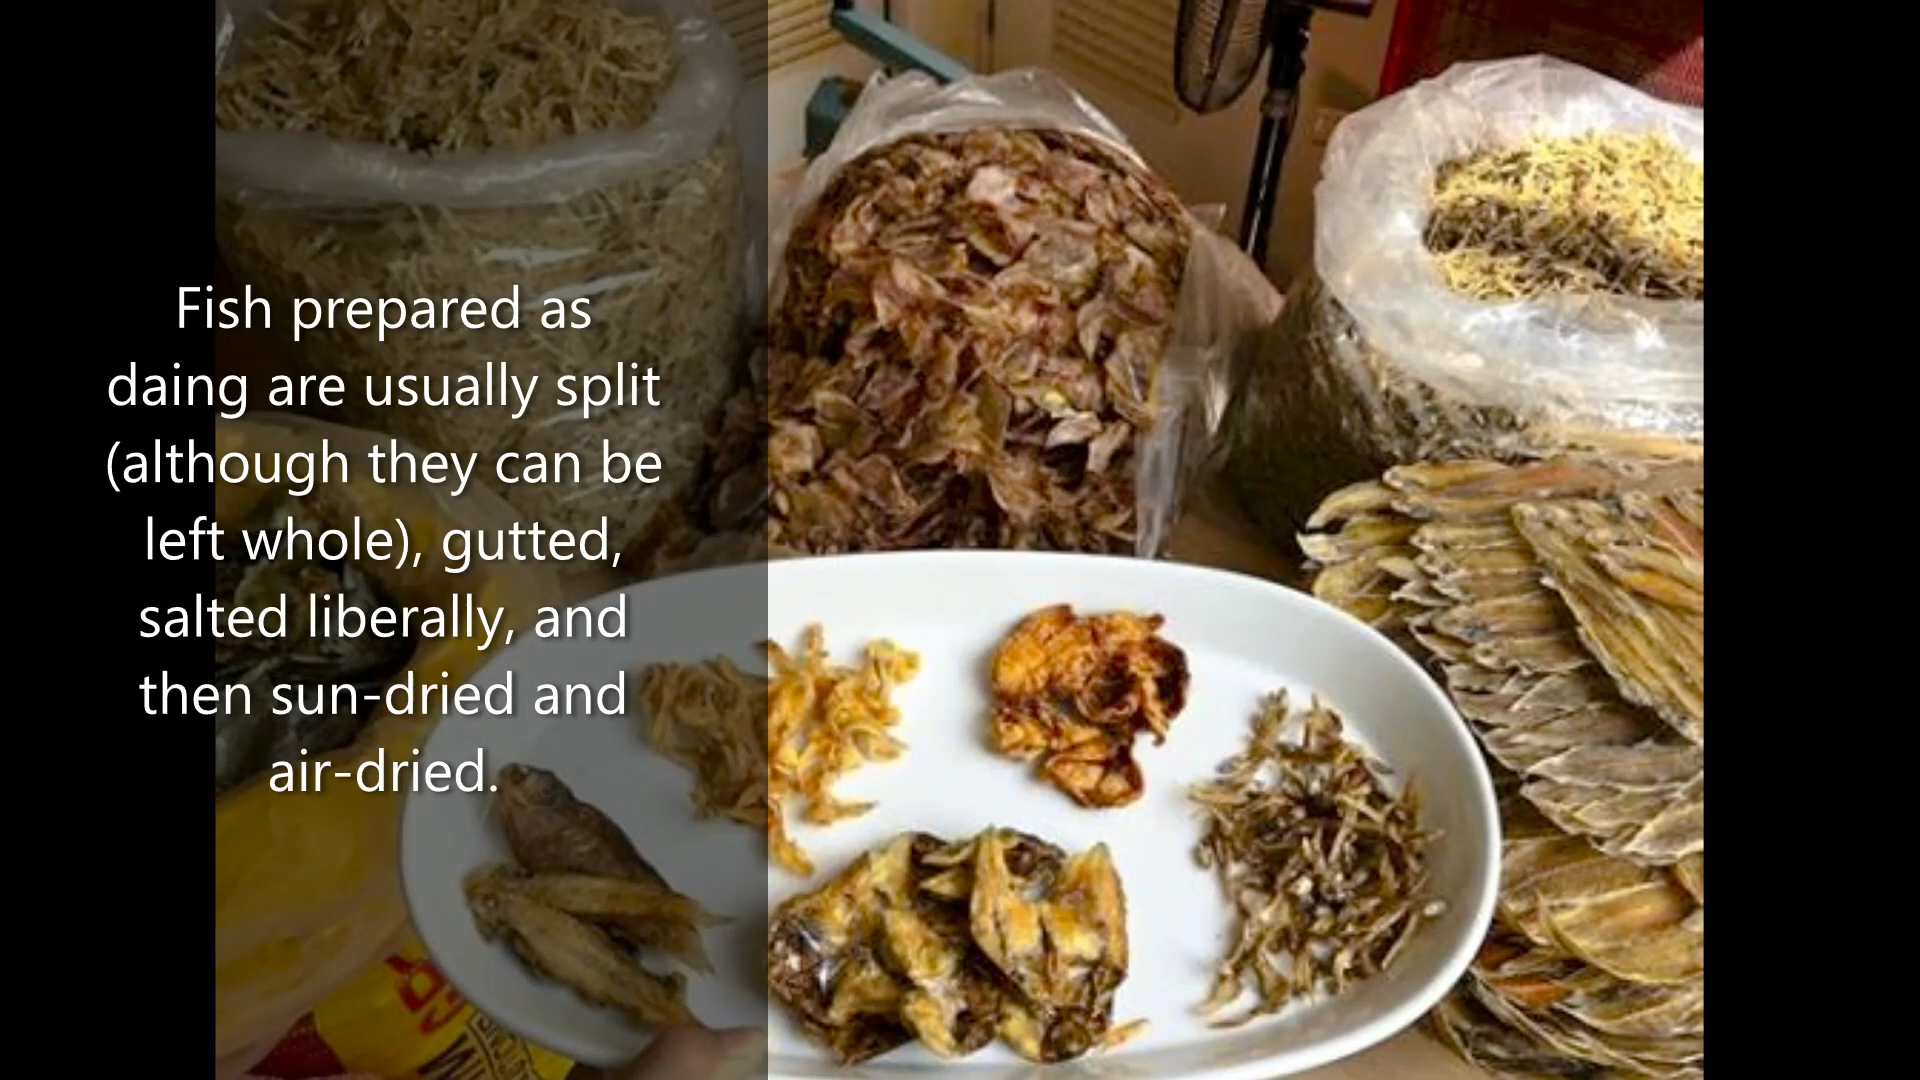 Fish prepared as
daing are usually split
(although they can be
left whole), gutted,
salted liberally, and
then sun-dried and
air-dried.